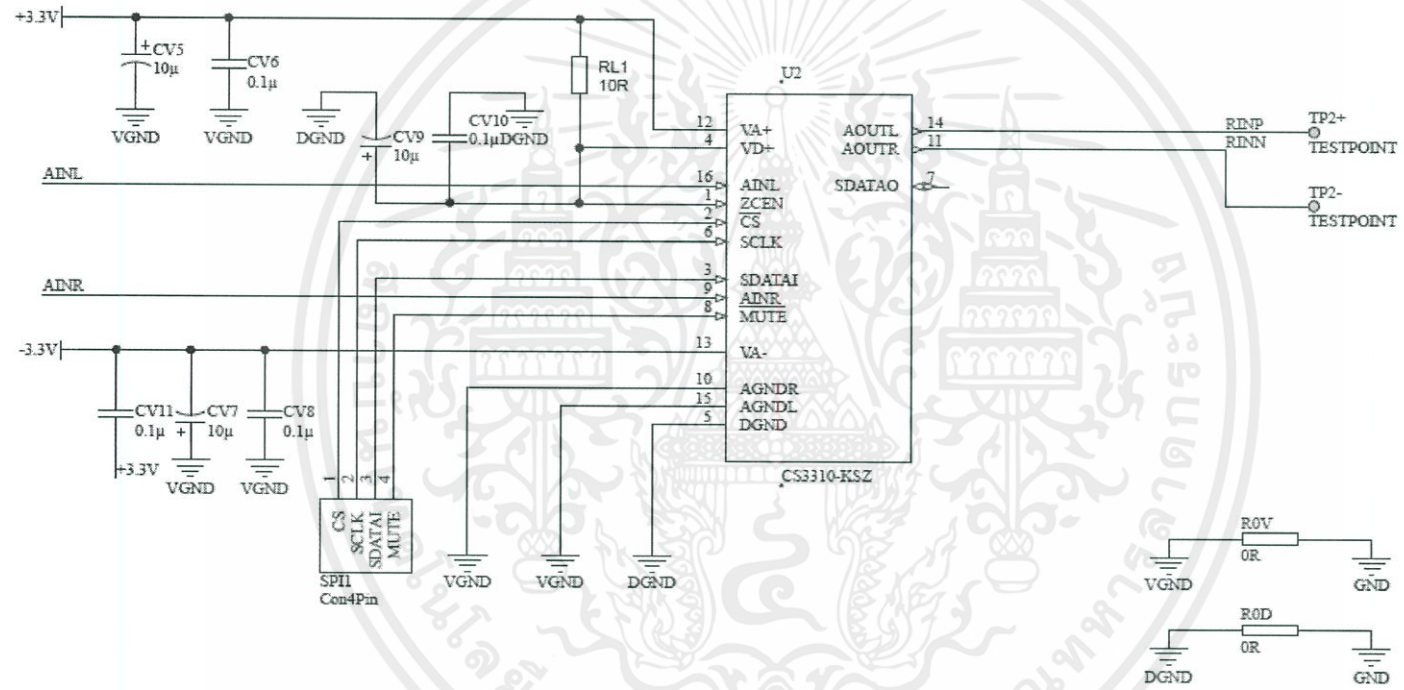 +3.3V
CV5
10µ
CV6
0.1µ
VGND
VGND
DGND
CV9
10µ
CV10
0.1µ
DGND
RL1
10R
U2
12
VA+
4
VD+
16
AINL
1
ZCEN
2
CS
6
SCLK
3
SDATAI
9
AINR
8
MUTE
13
VA-
10
AGNDR
15
AGNDL
5
DGND
AOUTL
14
AOUTR
11
SDATAO
7
CS3310-KSZ
RINP
RINN
TP2+
TESTPOINT
TP2-
TESTPOINT
AINL
AINR
-3.3V
CV11
0.1µ
CV7
10µ
CV8
0.1µ
+3.3V
VGND
VGND
1
2
3
4
CS
SCLK
SDATAI
MUTE
SPI1
Con4Pin
VGND
VGND
DGND
R0V
0R
VGND
GND
R0D
0R
DGND
GND